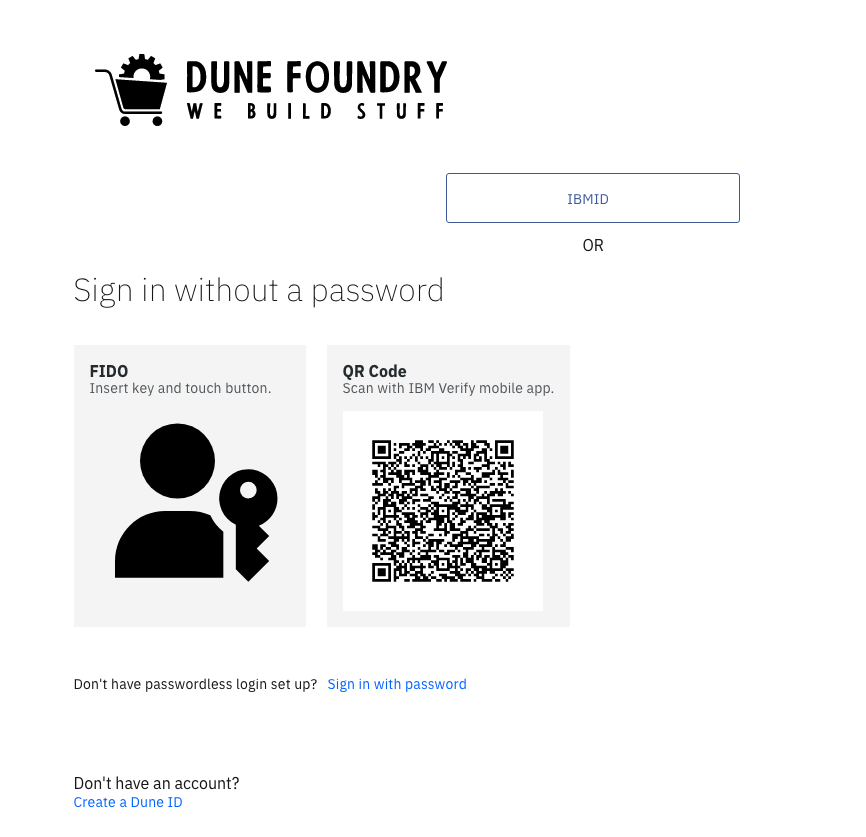 DUNE FOUNDRY
WE BUILD STUFF
IBMID
OR
Sign in without a password
FIDO
Insert key and touch button.
QR Code
Scan with IBM Verify mobile app.
Don't have passwordless login set up? Sign in with password
Don't have an account?
Create a Dune ID